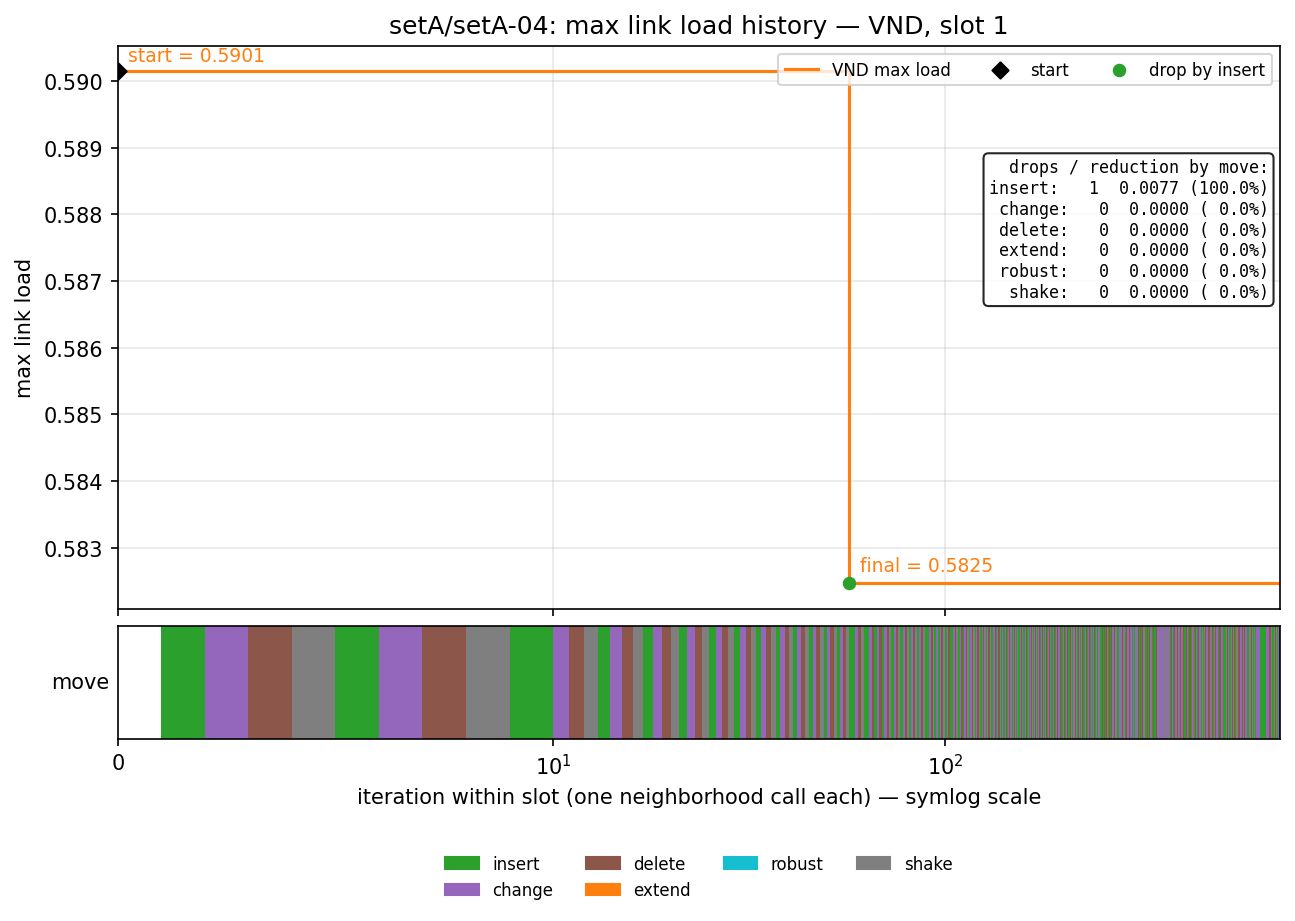 setA/setA-04: max link load history — VND, slot 1
start = 0.5901
VND max load start drop by insert
drops / reduction by move:
insert: 1 0.0077 (100.0%)
change: 0 0.0000 ( 0.0%)
delete: 0 0.0000 ( 0.0%)
extend: 0 0.0000 ( 0.0%)
robust: 0 0.0000 ( 0.0%)
shake: 0 0.0000 ( 0.0%)
0.590
0.589
0.588
0.587
0.586
0.585
0.584
0.583
max link load
final = 0.5825
move
0 10¹ 10²
iteration within slot (one neighborhood call each) — symlog scale
insert delete robust shake
change extend